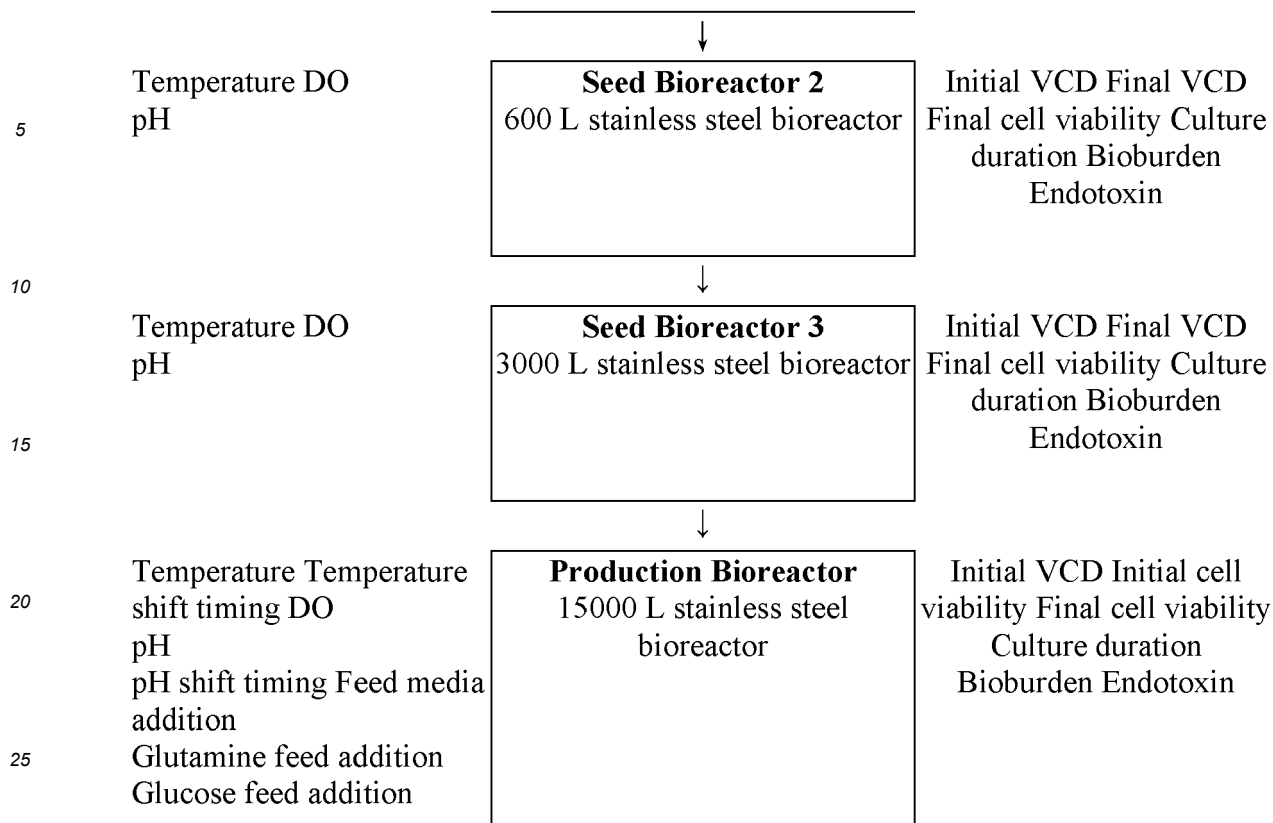 ↓
Temperature DO
pH
Seed Bioreactor 2
600 L stainless steel bioreactor
Initial VCD Final VCD
Final cell viability Culture
duration Bioburden
Endotoxin
5
↓
10
Temperature DO
pH
Seed Bioreactor 3
3000 L stainless steel bioreactor
Initial VCD Final VCD
Final cell viability Culture
duration Bioburden
Endotoxin
15
↓
Temperature Temperature
shift timing DO
pH
pH shift timing Feed media
addition
Glutamine feed addition
Glucose feed addition
Production Bioreactor
15000 L stainless steel
bioreactor
Initial VCD Initial cell
viability Final cell viability
Culture duration
Bioburden Endotoxin
20
25